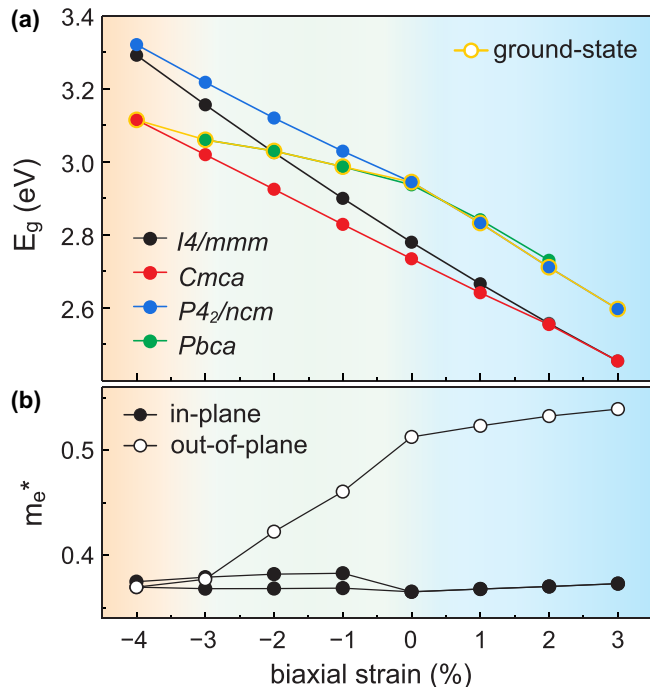 (a)
3.4
3.2
3.0
2.8
2.6
E_g (eV)
ground-state
I4/mmm
Cmca
P4_2/ncm
Pbca
(b)
in-plane
out-of-plane
0.5
0.4
m_e*
−4 −3 −2 −1 0 1 2 3
biaxial strain (%)